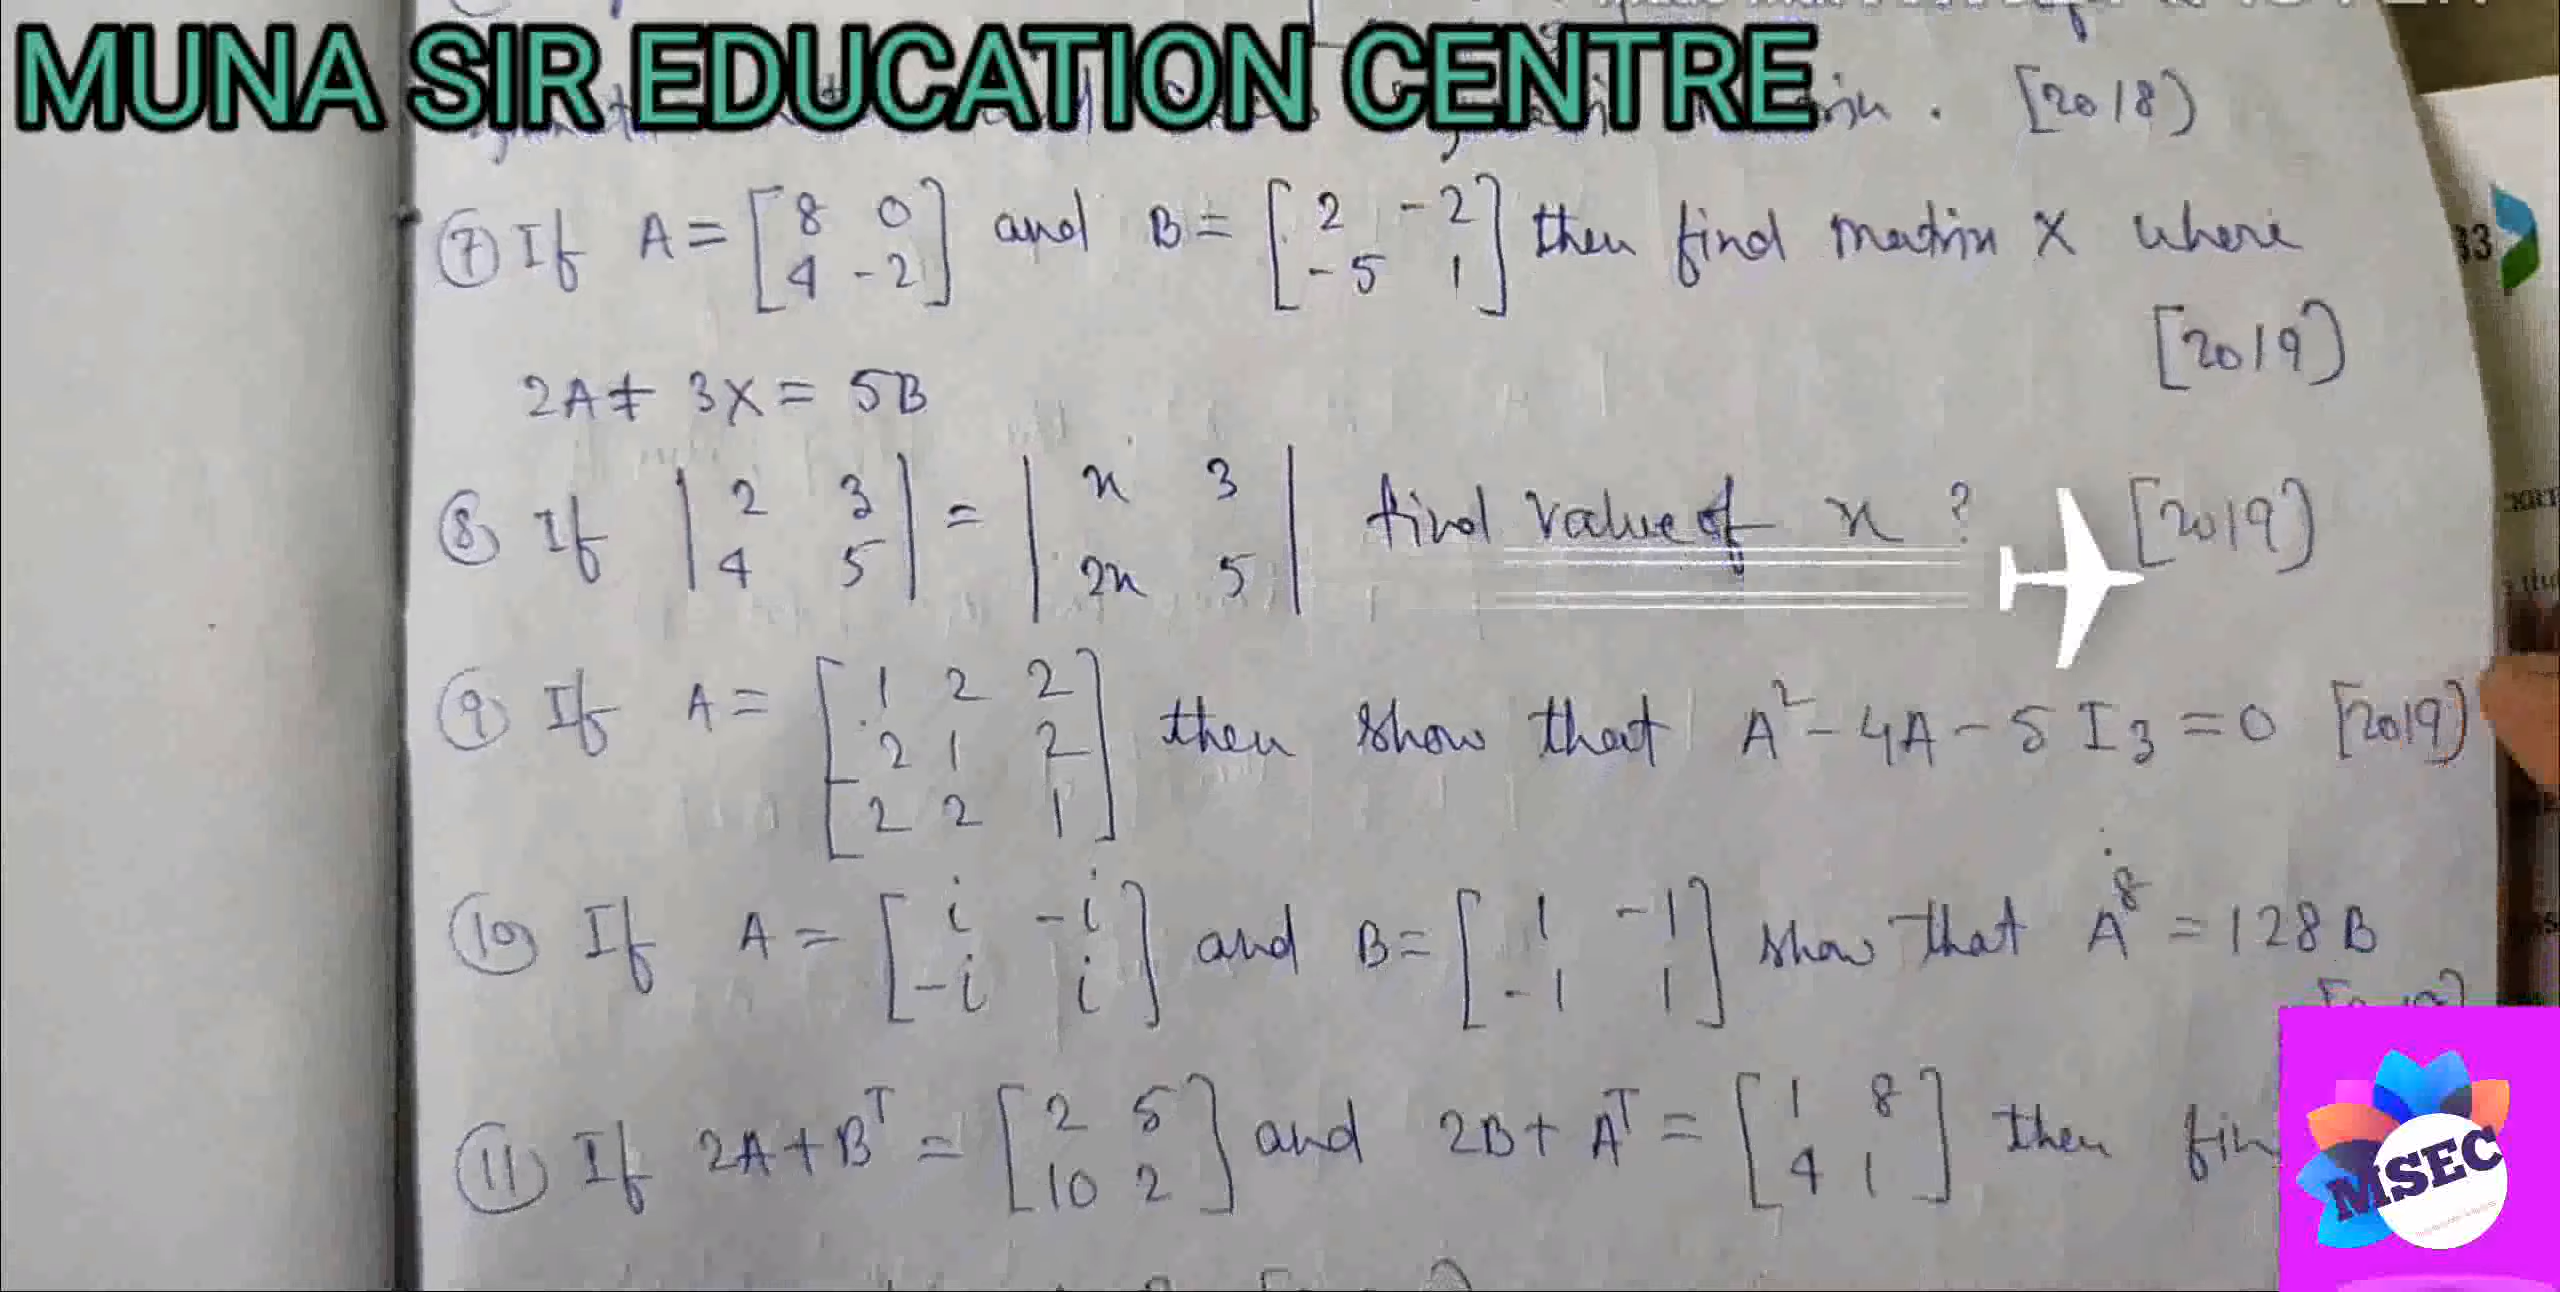 MUNA SIR EDUCATION CENTRE
[2018)
⑦ If A = [8 0 4 -2] and B = [2 -2 -5 1] then find matrix X where
[2019)
2A + 3X = 5B
⑧ If |2 3 4 5| = |x 3 2x 5| find value of x ? [2019)
⑨ If A = [1 2 2 2 1 2 2 2 1] then show that A² - 4A - 5 I3 = 0 [2019)
⑩ If A = [i -i -i i] and B = [1 -1 -1 1] show that A⁸ = 128 B
⑪ If 2A + Bᵀ = [2 5 10 2] and 2B + Aᵀ = [1 8 4 1] then fin
MSEC
33